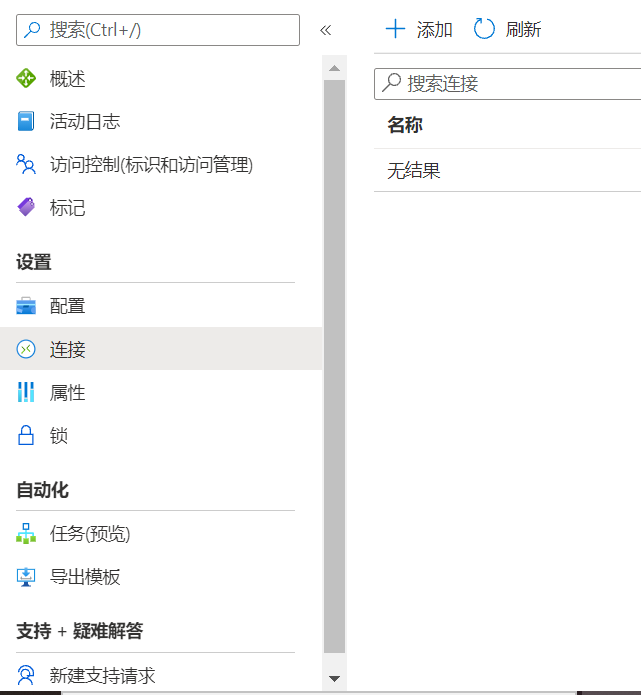 搜索(Ctrl+/)
«
概述
活动日志
访问控制(标识和访问管理)
标记
设置
配置
连接
属性
锁
自动化
任务(预览)
导出模板
支持 + 疑难解答
新建支持请求
添加
刷新
搜索连接
名称
无结果